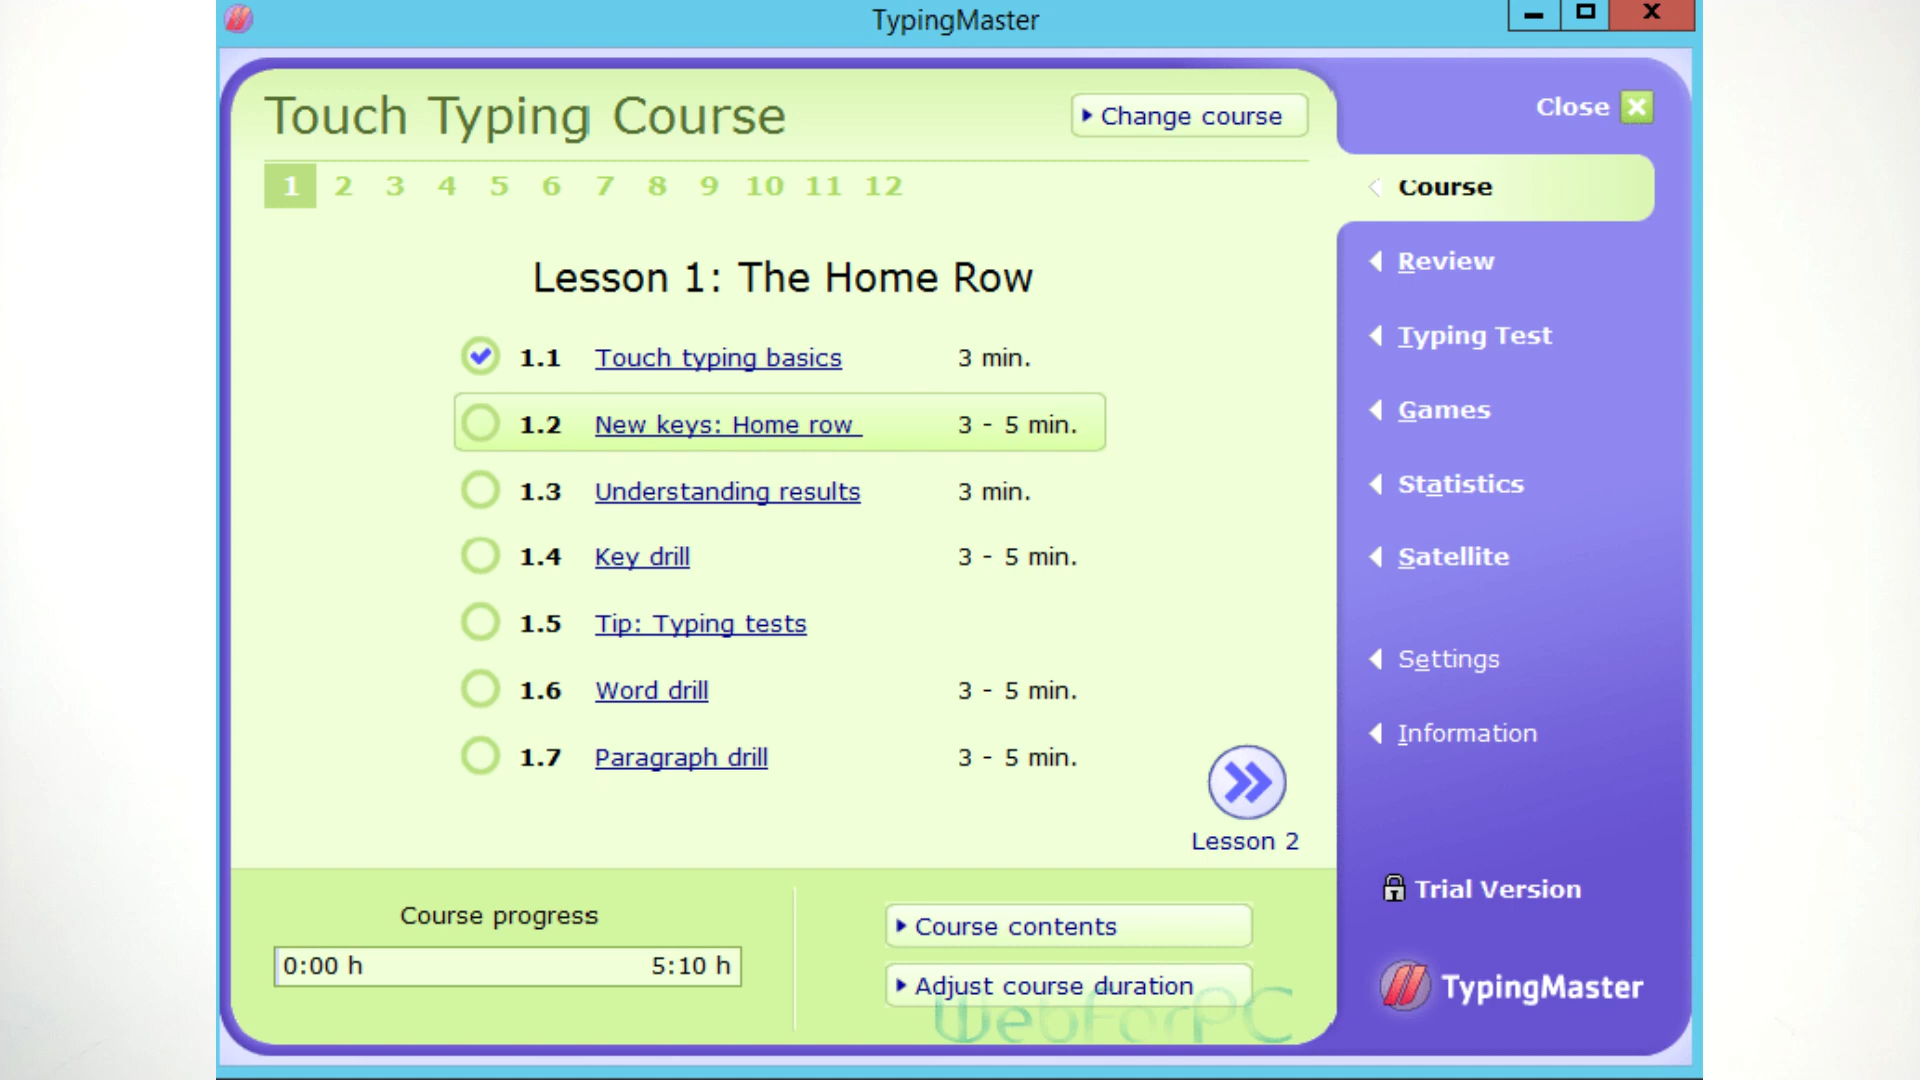 TypingMaster
Touch Typing Course
Change course
Close
1 2 3 4 5 6 7 8 9 10 11 12
Course
Review
Typing Test
Games
Statistics
Satellite
Settings
Information
Lesson 1: The Home Row
1.1 Touch typing basics 3 min.
1.2 New keys: Home row 3 - 5 min.
1.3 Understanding results 3 min.
1.4 Key drill 3 - 5 min.
1.5 Tip: Typing tests
1.6 Word drill 3 - 5 min.
1.7 Paragraph drill 3 - 5 min.
Lesson 2
Course progress
0:00 h 5:10 h
Course contents
Adjust course duration
WebForPC
Trial Version
TypingMaster